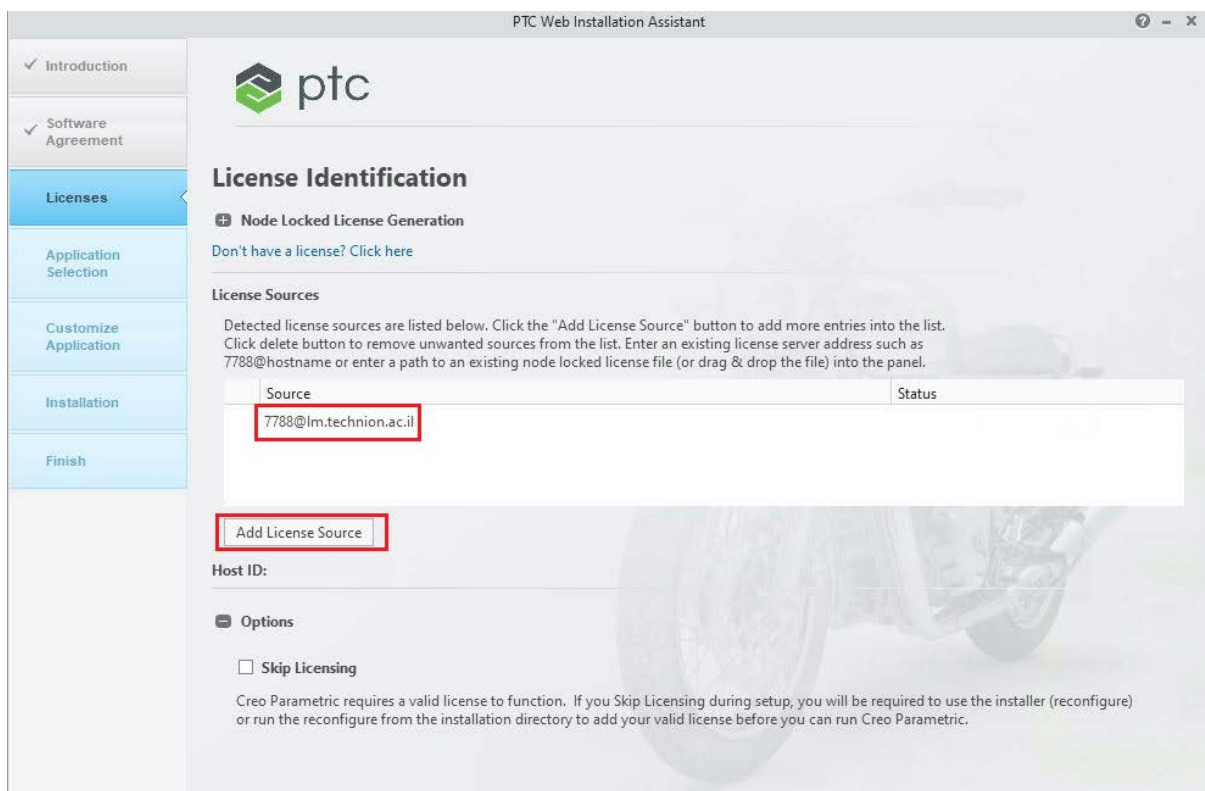 PTC Web Installation Assistant
Introduction
Software
Agreement
Licenses
Application
Selection
Customize
Application
Installation
Finish
ptc
License Identification
Node Locked License Generation
Don't have a license? Click here
License Sources
Detected license sources are listed below. Click the "Add License Source" button to add more entries into the list.
Click delete button to remove unwanted sources from the list. Enter an existing license server address such as
7788@hostname or enter a path to an existing node locked license file (or drag & drop the file) into the panel.
Source Status
7788@lm.technion.ac.il
Add License Source
Host ID:
Options
Skip Licensing
Creo Parametric requires a valid license to function. If you Skip Licensing during setup, you will be required to use the installer (reconfigure)
or run the reconfigure from the installation directory to add your valid license before you can run Creo Parametric.